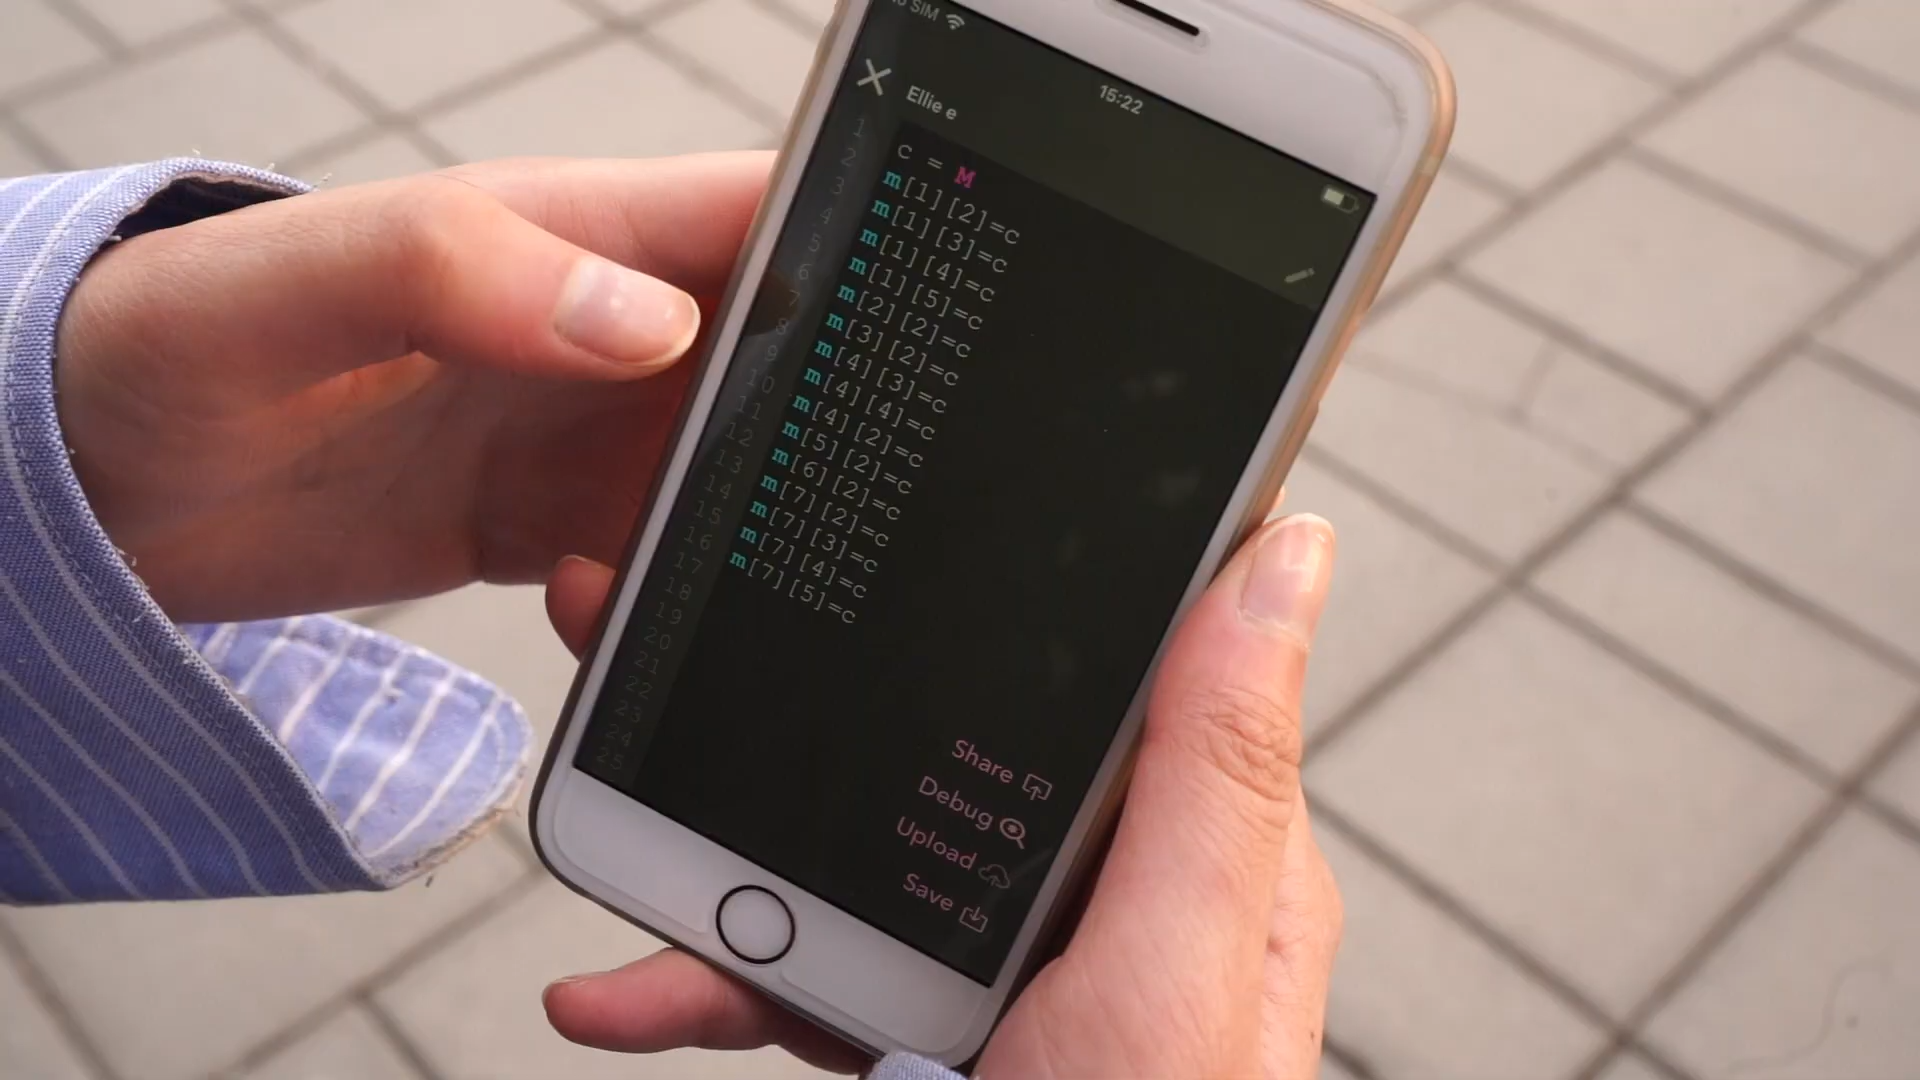 SIM
15:22
Ellie e
1 c = M
2 m[1][2]=c
3 m[1][3]=c
4 m[1][4]=c
5 m[1][5]=c
6 m[2][2]=c
7 m[3][2]=c
8 m[4][3]=c
9 m[4][4]=c
10 m[4][2]=c
11 m[5][2]=c
12 m[6][2]=c
13 m[7][2]=c
14 m[7][3]=c
15 m[7][4]=c
16 m[7][5]=c
17
18
19
20
21
22
23
24
25
Share
Debug
Upload
Save